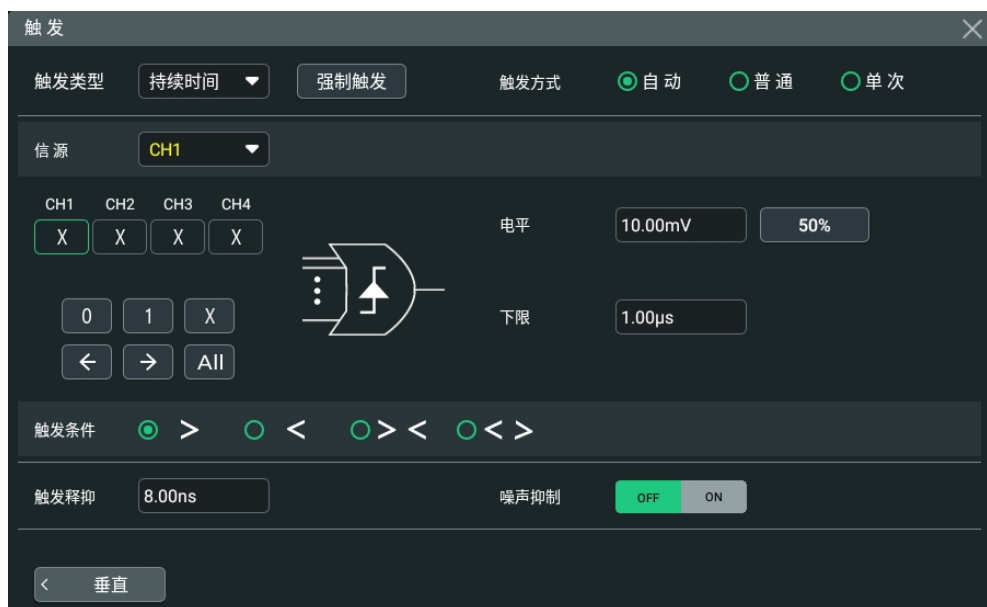 触发
触发类型 持续时间 强制触发 触发方式 自动 普通 单次
信源 CH1
CH1 CH2 CH3 CH4
X X X X
电平 10.00mV 50%
0 1 X
下限 1.00µs
← → All
触发条件 > < > < < >
触发释抑 8.00ns 噪声抑制 OFF ON
< 垂直